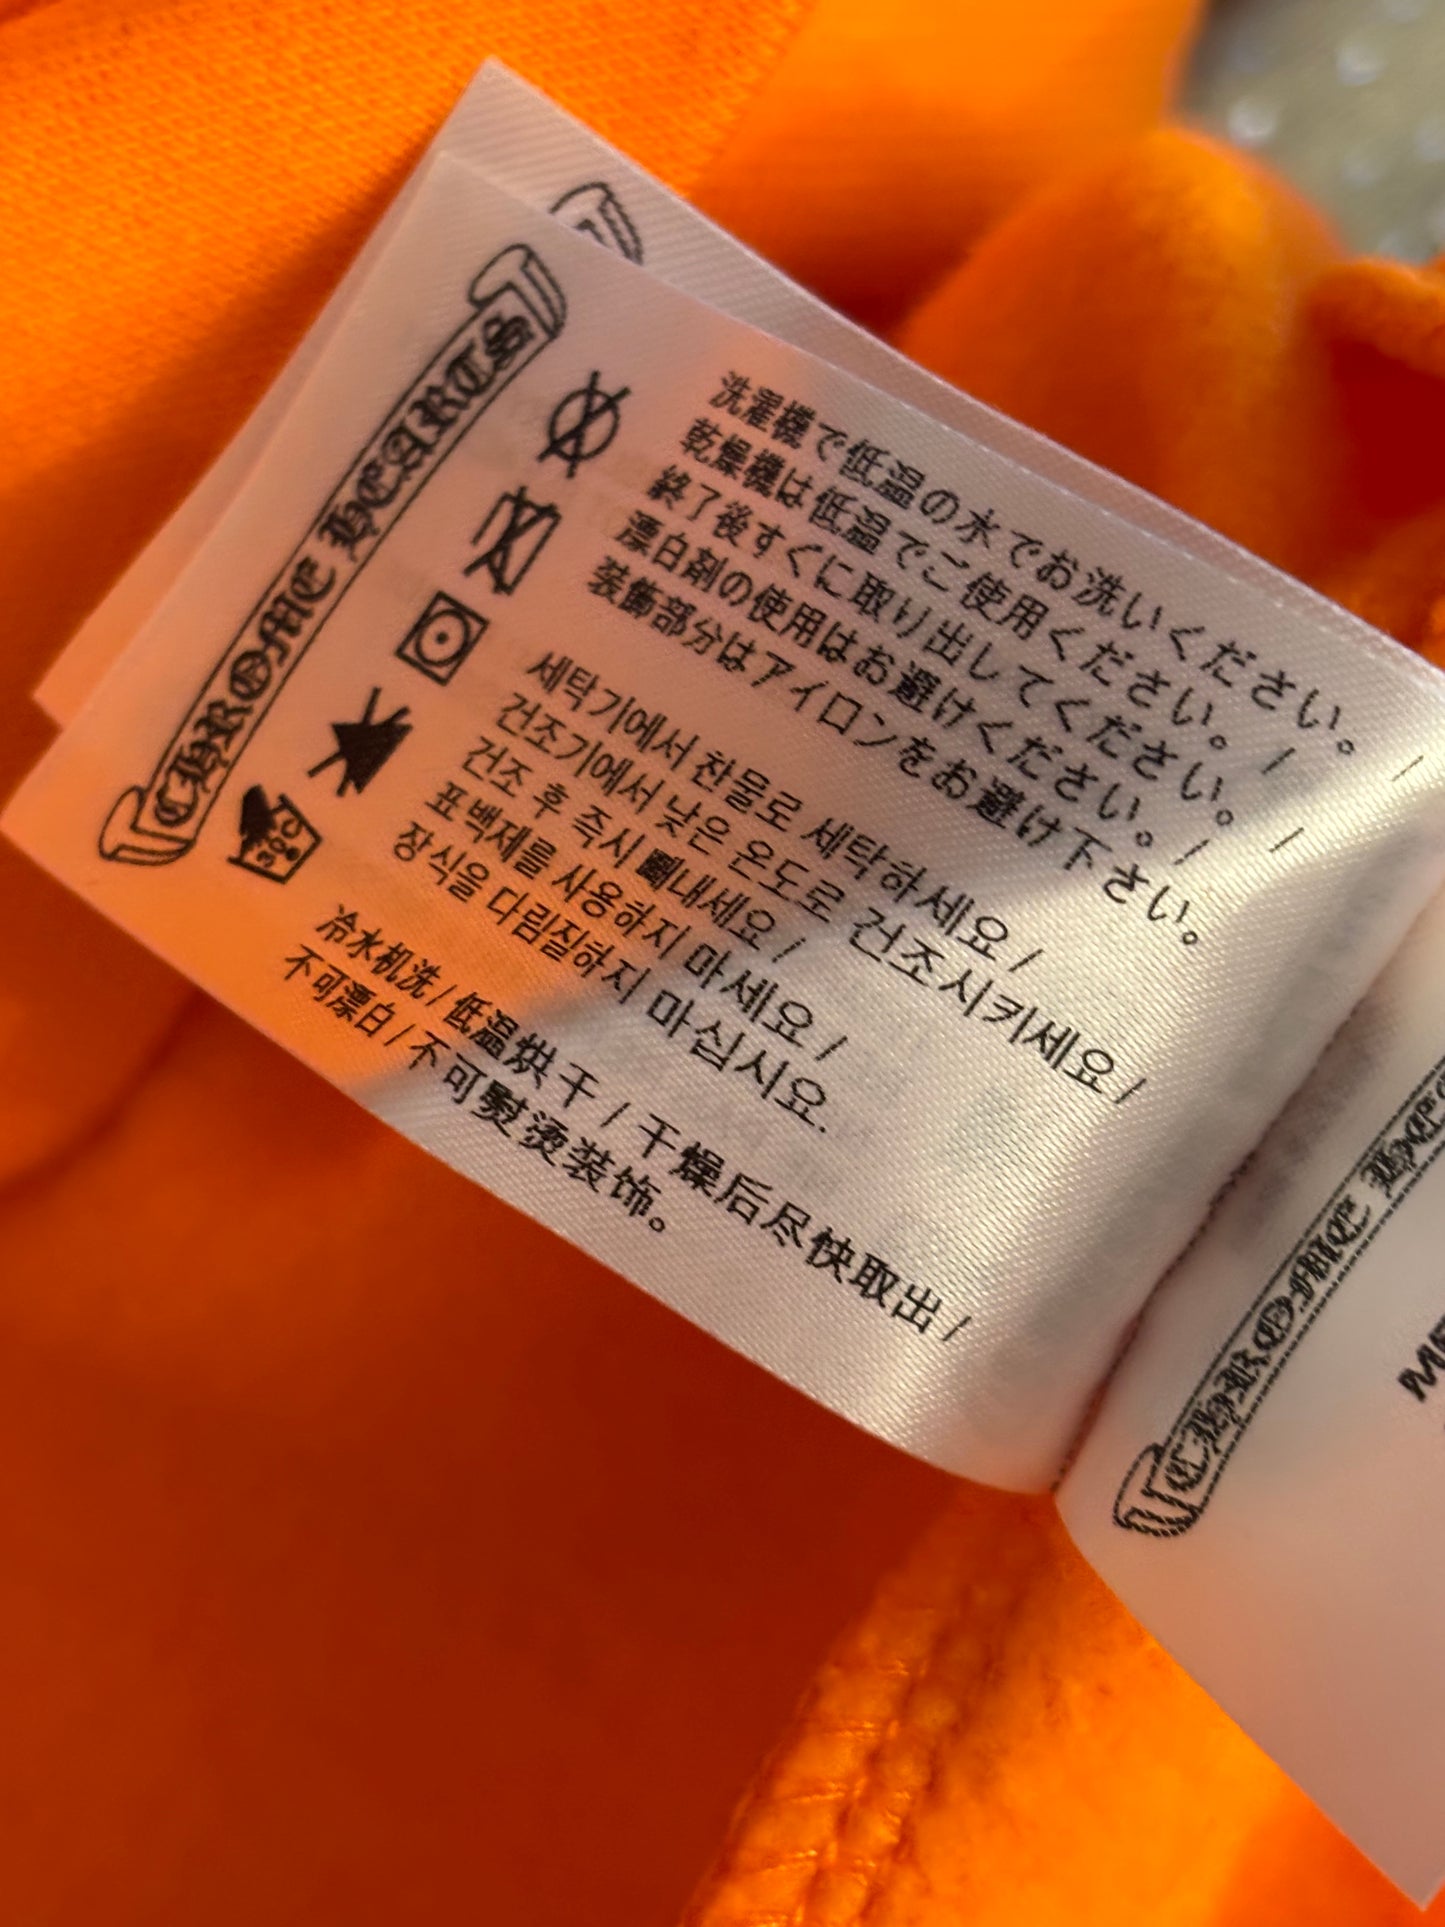 CHROME HEARTS
洗濯機で低温の水でお洗いください。 /
乾燥機は低温でご使用ください。 /
終了後すぐに取り出してください。 /
漂白剤の使用はお避けください。 /
装飾部分はアイロンをお避け下さい。
세탁기에서 찬물로 세탁하세요 /
건조기에서 낮은 온도로 건조시키세요 /
건조 후 즉시 꺼내세요 /
표백제를 사용하지 마세요 /
장식을 다림질하지 마십시오.
冷水机洗 / 低温烘干 / 干燥后尽快取出 /
不可漂白 / 不可熨烫装饰。
30C
CHROME